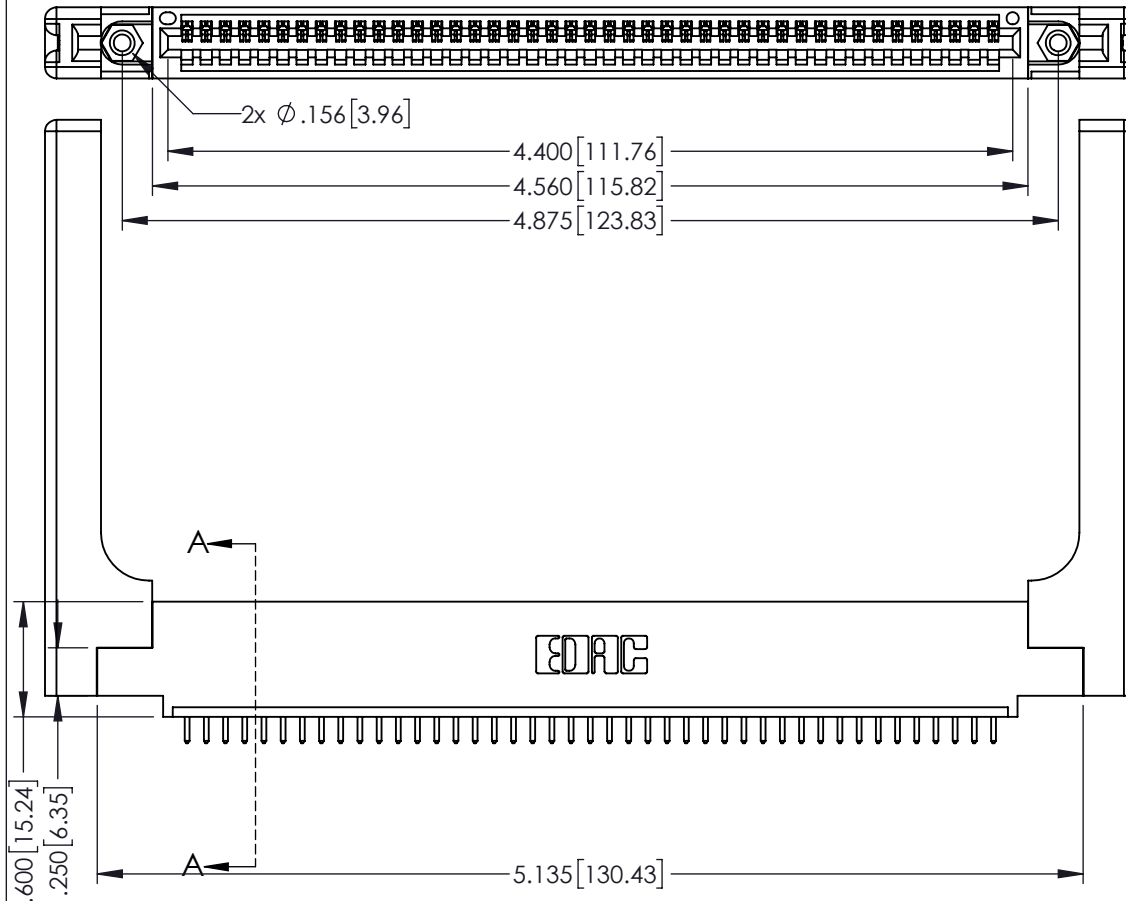 2x Ø.156[3.96]
4.400[111.76]
4.560[115.82]
4.875[123.83]
A
EDAC
.600[15.24]
.250[6.35]
A
5.135[130.43]